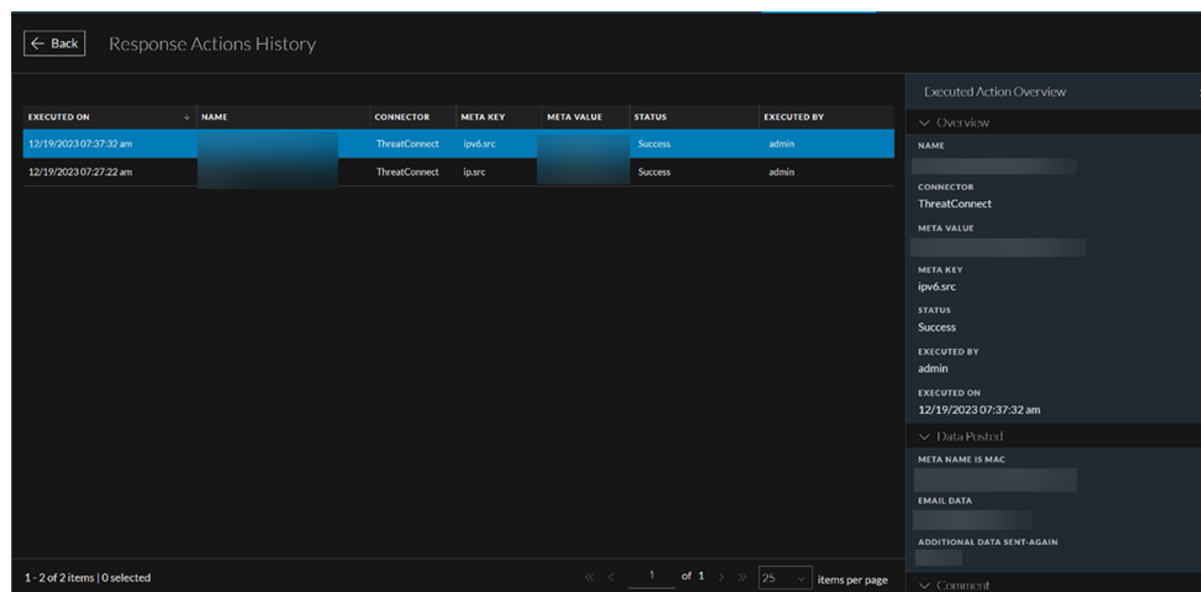 ← Back
Response Actions History
EXECUTED ON NAME CONNECTOR META KEY META VALUE STATUS EXECUTED BY
12/19/2023 07:37:32 am ThreatConnect ipv6.src Success admin
12/19/2023 07:27:22 am ThreatConnect ip.src Success admin
1 - 2 of 2 items | 0 selected
1 of 1
25 items per page
Executed Action Overview
Overview
NAME
CONNECTOR
ThreatConnect
META VALUE
META KEY
ipv6.src
STATUS
Success
EXECUTED BY
admin
EXECUTED ON
12/19/2023 07:37:32 am
Data Posted
META NAME IS MAC
EMAIL DATA
ADDITIONAL DATA SENT-AGAIN
Comment